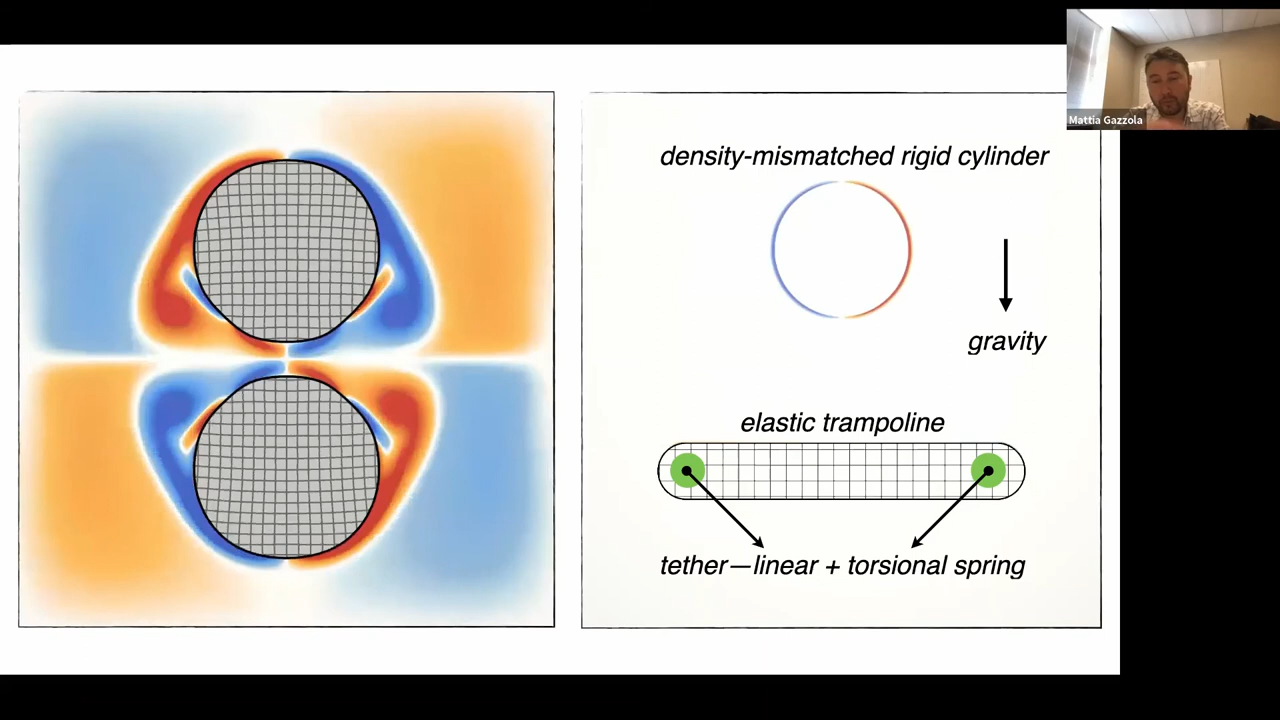 Mattia Gazzola
density-mismatched rigid cylinder
gravity
elastic trampoline
tether—linear + torsional spring